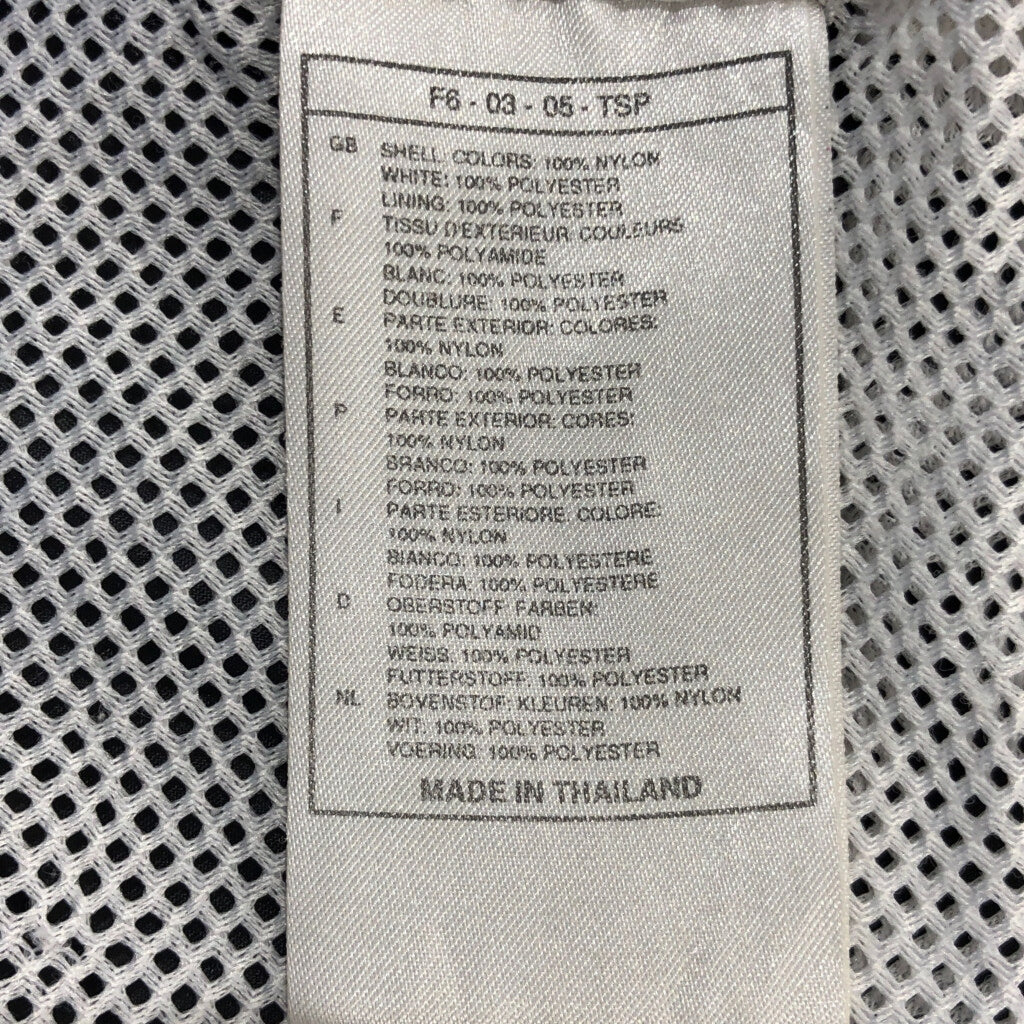 F6 - 03 - 05 - TSP
GB SHELL: COLORS: 100% NYLON
WHITE: 100% POLYESTER
LINING: 100% POLYESTER
F TISSU D'EXTERIEUR: COULEURS
100% POLYAMIDE
BLANC: 100% POLYESTER
DOUBLURE: 100% POLYESTER
E PARTE EXTERIOR: COLORES:
100% NYLON
BLANCO: 100% POLYESTER
FORRO: 100% POLYESTER
P PARTE EXTERIOR: CORES:
100% NYLON
BRANCO: 100% POLYESTER
FORRO: 100% POLYESTER
I PARTE ESTERIORE: COLORE:
100% NYLON
BIANCO: 100% POLYESTERE
FODERA: 100% POLYESTERE
D OBERSTOFF: FARBEN:
100% POLYAMID
WEISS: 100% POLYESTER
FUTTERSTOFF: 100% POLYESTER
NL BOVENSTOF: KLEUREN: 100% NYLON
WIT: 100% POLYESTER
VOERING: 100% POLYESTER
MADE IN THAILAND